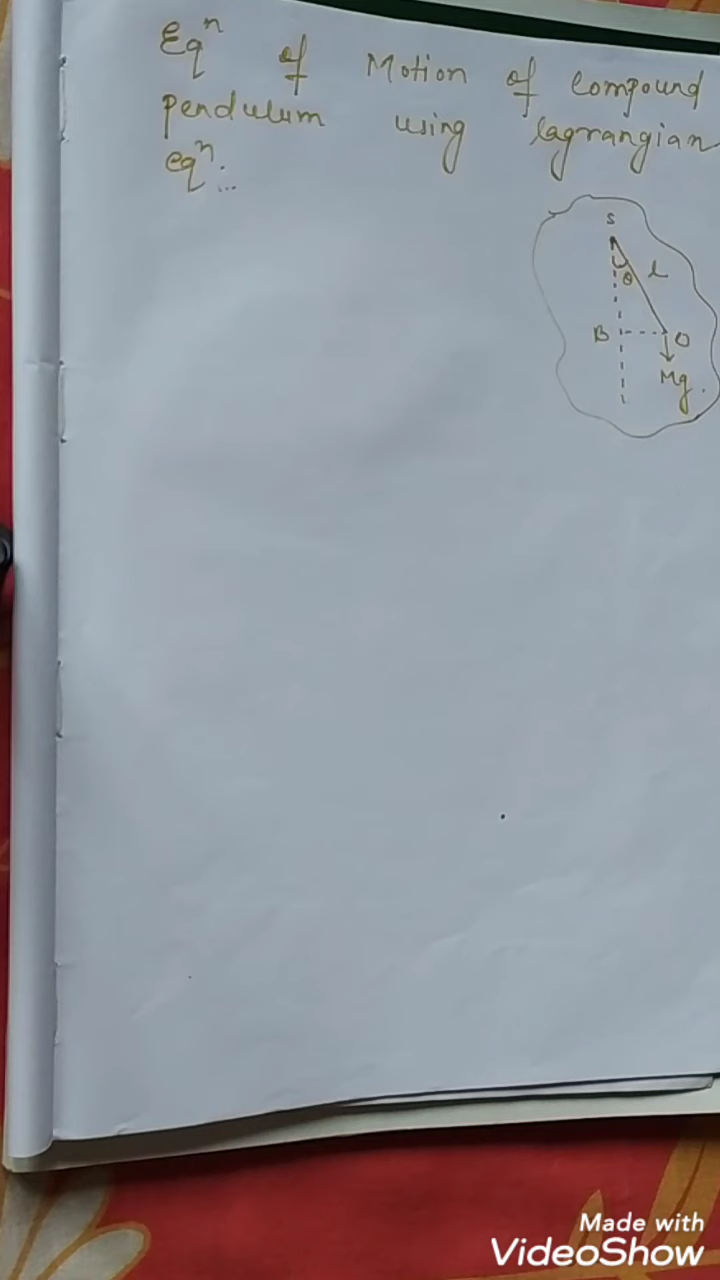 Eqⁿ of Motion of compound
pendulum using lagrangian
eqⁿ:...
S
θ l
B O
Mg.
Made with
VideoShow